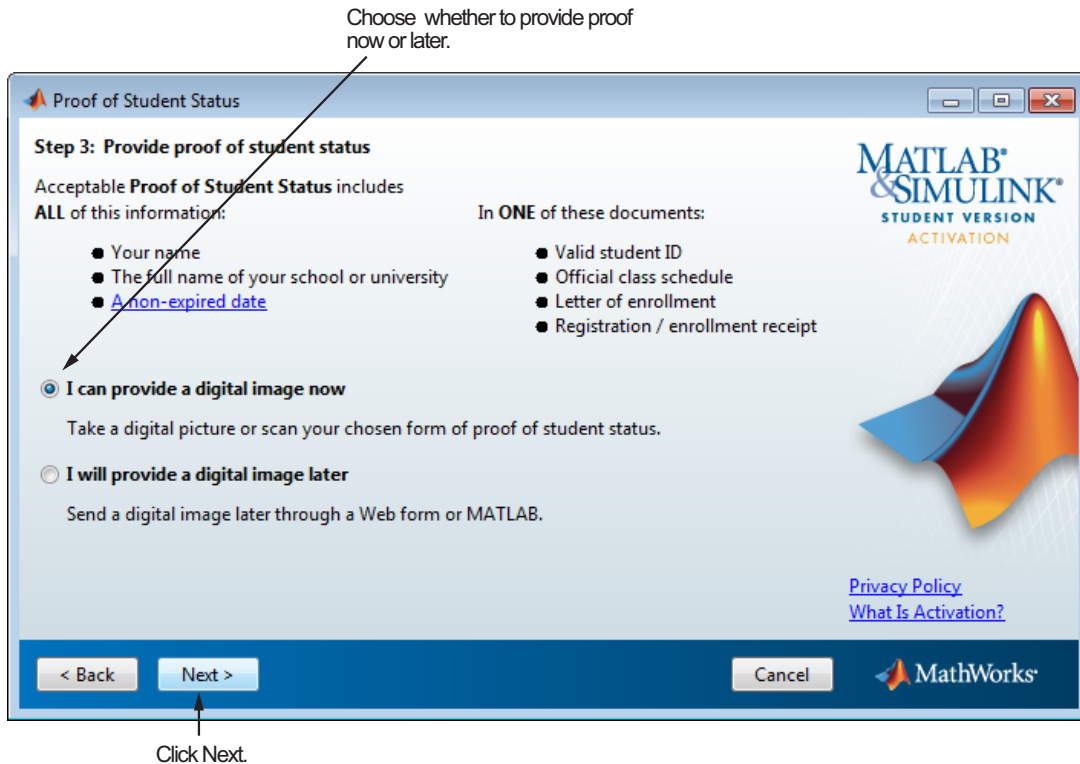 Choose whether to provide proof
now or later.
Proof of Student Status
Step 3: Provide proof of student status
Acceptable Proof of Student Status includes
ALL of this information:
In ONE of these documents:
Your name
The full name of your school or university
A non-expired date
Valid student ID
Official class schedule
Letter of enrollment
Registration / enrollment receipt
MATLAB®
&SIMULINK®
STUDENT VERSION
ACTIVATION
I can provide a digital image now
Take a digital picture or scan your chosen form of proof of student status.
I will provide a digital image later
Send a digital image later through a Web form or MATLAB.
Privacy Policy
What Is Activation?
< Back
Next >
Cancel
MathWorks®
Click Next.